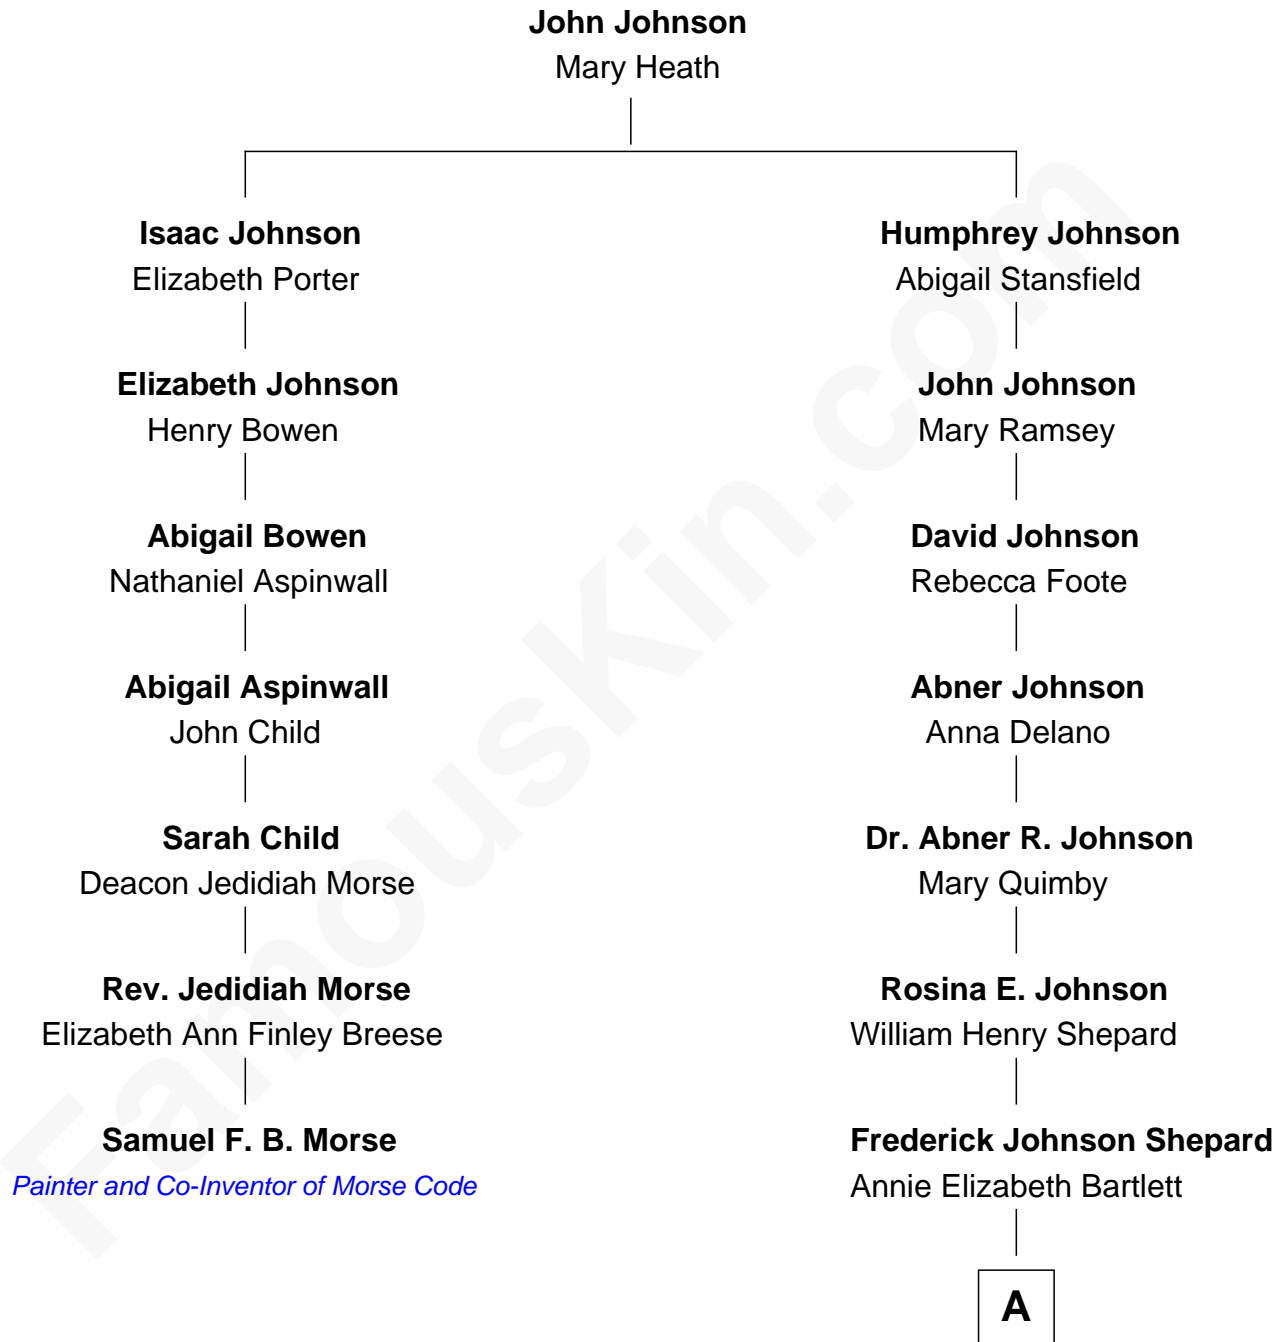 John Johnson
Mary Heath
Isaac Johnson
Elizabeth Porter
Elizabeth Johnson
Henry Bowen
Abigail Bowen
Nathaniel Aspinwall
Abigail Aspinwall
John Child
Sarah Child
Deacon Jedidiah Morse
Rev. Jedidiah Morse
Elizabeth Ann Finley Breese
Samuel F. B. Morse
Painter and Co-Inventor of Morse Code
Humphrey Johnson
Abigail Stansfield
John Johnson
Mary Ramsey
David Johnson
Rebecca Foote
Abner Johnson
Anna Delano
Dr. Abner R. Johnson
Mary Quimby
Rosina E. Johnson
William Henry Shepard
Frederick Johnson Shepard
Annie Elizabeth Bartlett
A
FamousKin.com